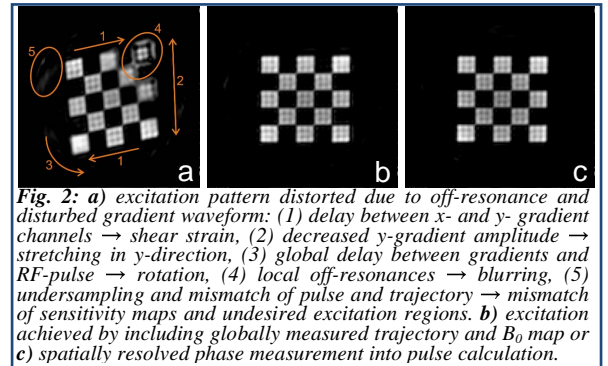 5
1
4
2
3
1
a
b
c
Fig. 2: a) excitation pattern distorted due to off-resonance and
disturbed gradient waveform: (1) delay between x- and y- gradient
channels → shear strain, (2) decreased y-gradient amplitude →
stretching in y-direction, (3) global delay between gradients and
RF-pulse → rotation, (4) local off-resonances → blurring, (5)
undersampling and mismatch of pulse and trajectory → mismatch
of sensitivity maps and undesired excitation regions. b) excitation
achieved by including globally measured trajectory and B₀ map or
c) spatially resolved phase measurement into pulse calculation.